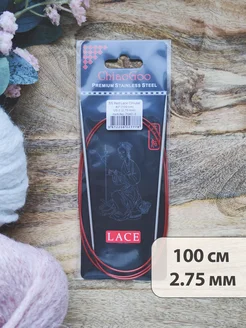 ChiaoGoo
PREMIUM STAINLESS STEEL
LACE
100 см
2.75 мм